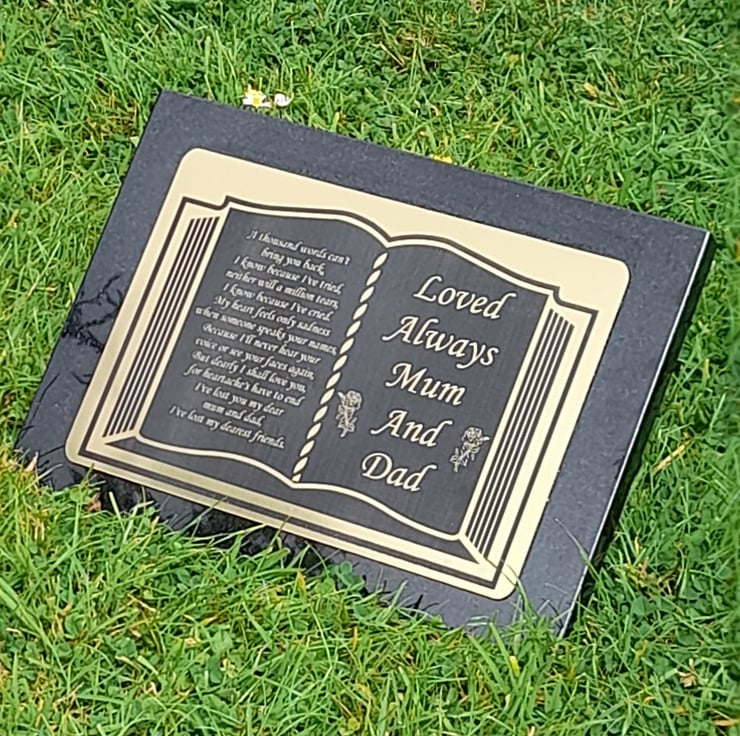 A thousand words can't
bring you back,
I know because I've tried,
neither will a million tears,
I know because I've cried.
My heart feels only sadness
when someone speaks your names,
Because I'll never hear your
voice or see your faces again,
But dearly I shall love you,
for heartache's have to end
I've lost you my dear
mum and dad,
I've lost my dearest friends.
Loved
Always
Mum
And
Dad